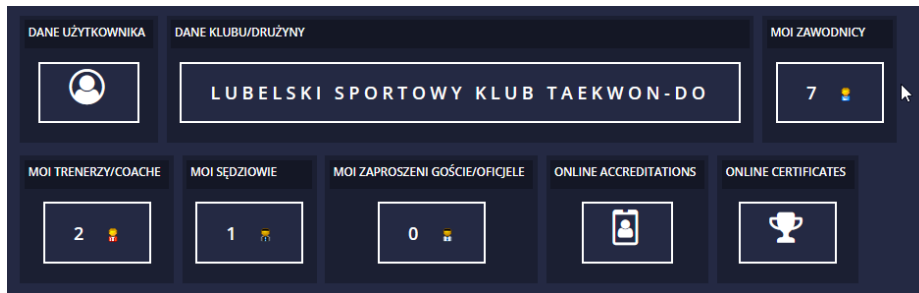 DANE UŻYTKOWNIKA
DANE KLUBU/DRUŻYNY
MOI ZAWODNICY
LUBELSKI SPORTOWY KLUB TAEKWON-DO
7
MOI TRENERZY/COACHE
MOI SĘDZIOWIE
MOI ZAPROSZENI GOŚCIE/OFICJELE
ONLINE ACCREDITATIONS
ONLINE CERTIFICATES
2
1
0